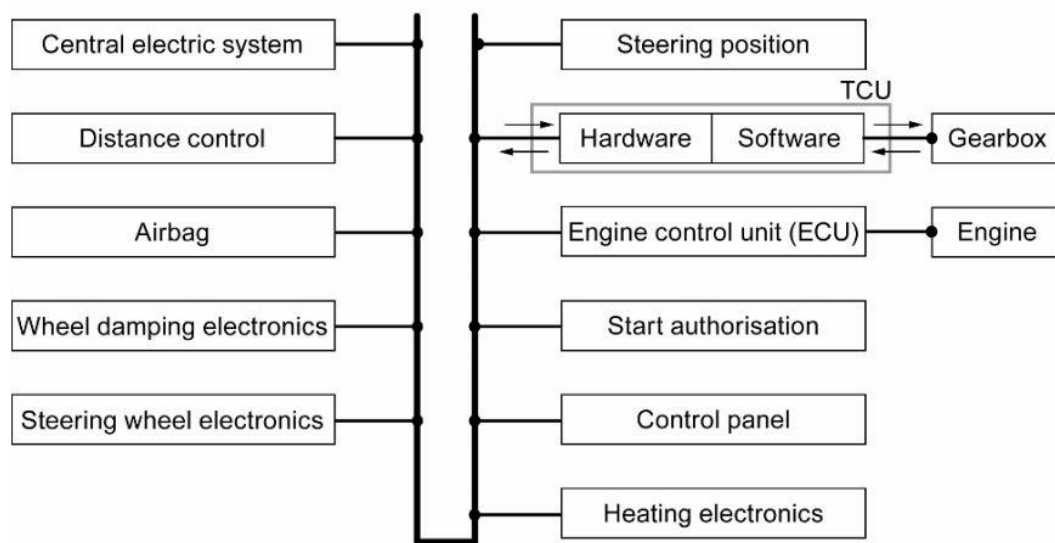 Central electric system
Distance control
Airbag
Wheel damping electronics
Steering wheel electronics
Steering position
TCU
Hardware
Software
Gearbox
Engine control unit (ECU)
Engine
Start authorisation
Control panel
Heating electronics